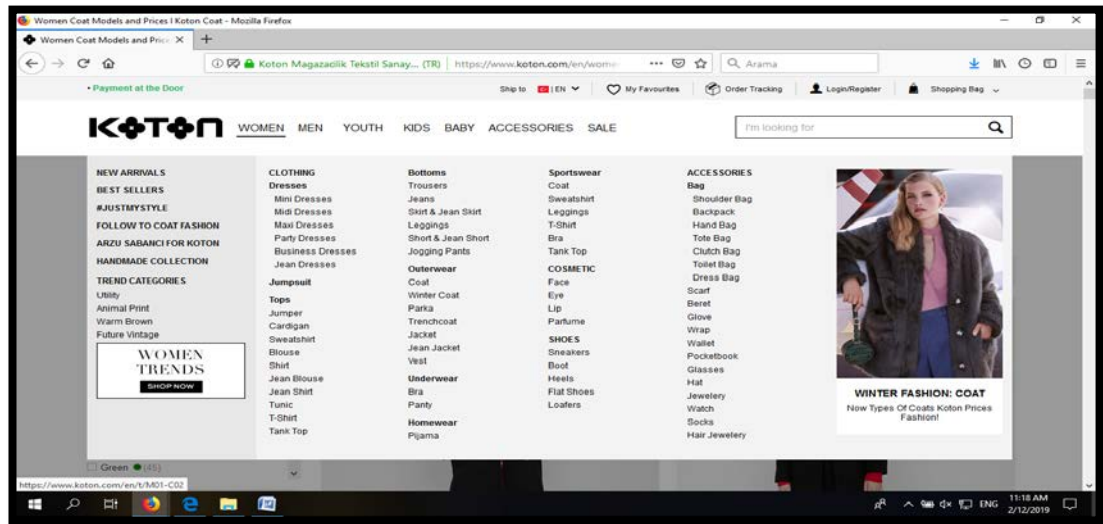 Women Coat Models and Prices I Koton Coat - Mozilla Firefox
Women Coat Models and Pric
Koton Magazacilik Tekstil Sanay... (TR) https://www.koton.com/en/wome
Arama
• Payment at the Door
Ship to EN
My Favourites
Order Tracking
Login/Register
Shopping Bag
KOTON
WOMEN MEN YOUTH KIDS BABY ACCESSORIES SALE
I'm looking for
NEW ARRIVALS
BEST SELLERS
#JUSTMYSTYLE
FOLLOW TO COAT FASHION
ARZU SABANCI FOR KOTON
HANDMADE COLLECTION
TREND CATEGORIES
Utility
Animal Print
Warm Brown
Future Vintage
WOMEN
TRENDS
SHOP NOW
CLOTHING
Dresses
Mini Dresses
Midi Dresses
Maxi Dresses
Party Dresses
Business Dresses
Jean Dresses
Jumpsuit
Tops
Jumper
Cardigan
Sweatshirt
Blouse
Shirt
Jean Blouse
Jean Shirt
Tunic
T-Shirt
Tank Top
Bottoms
Trousers
Jeans
Skirt & Jean Skirt
Leggings
Short & Jean Short
Jogging Pants
Outerwear
Coat
Winter Coat
Parka
Trenchcoat
Jacket
Jean Jacket
Vest
Underwear
Bra
Panty
Homewear
Pijama
Sportswear
Coat
Sweatshirt
Leggings
T-Shirt
Bra
Tank Top
COSMETIC
Face
Eye
Lip
Parfume
SHOES
Sneakers
Boot
Heels
Flat Shoes
Loafers
ACCESSORIES
Bag
Shoulder Bag
Backpack
Hand Bag
Tote Bag
Clutch Bag
Toilet Bag
Dress Bag
Scarf
Beret
Glove
Wrap
Wallet
Pocketbook
Glasses
Hat
Jewelery
Watch
Socks
Hair Jewelery
WINTER FASHION: COAT
Now Types Of Coats Koton Prices
Fashion!
Green (45)
https://www.koton.com/en/t/M01-C02
ENG
11:18 AM
2/12/2019